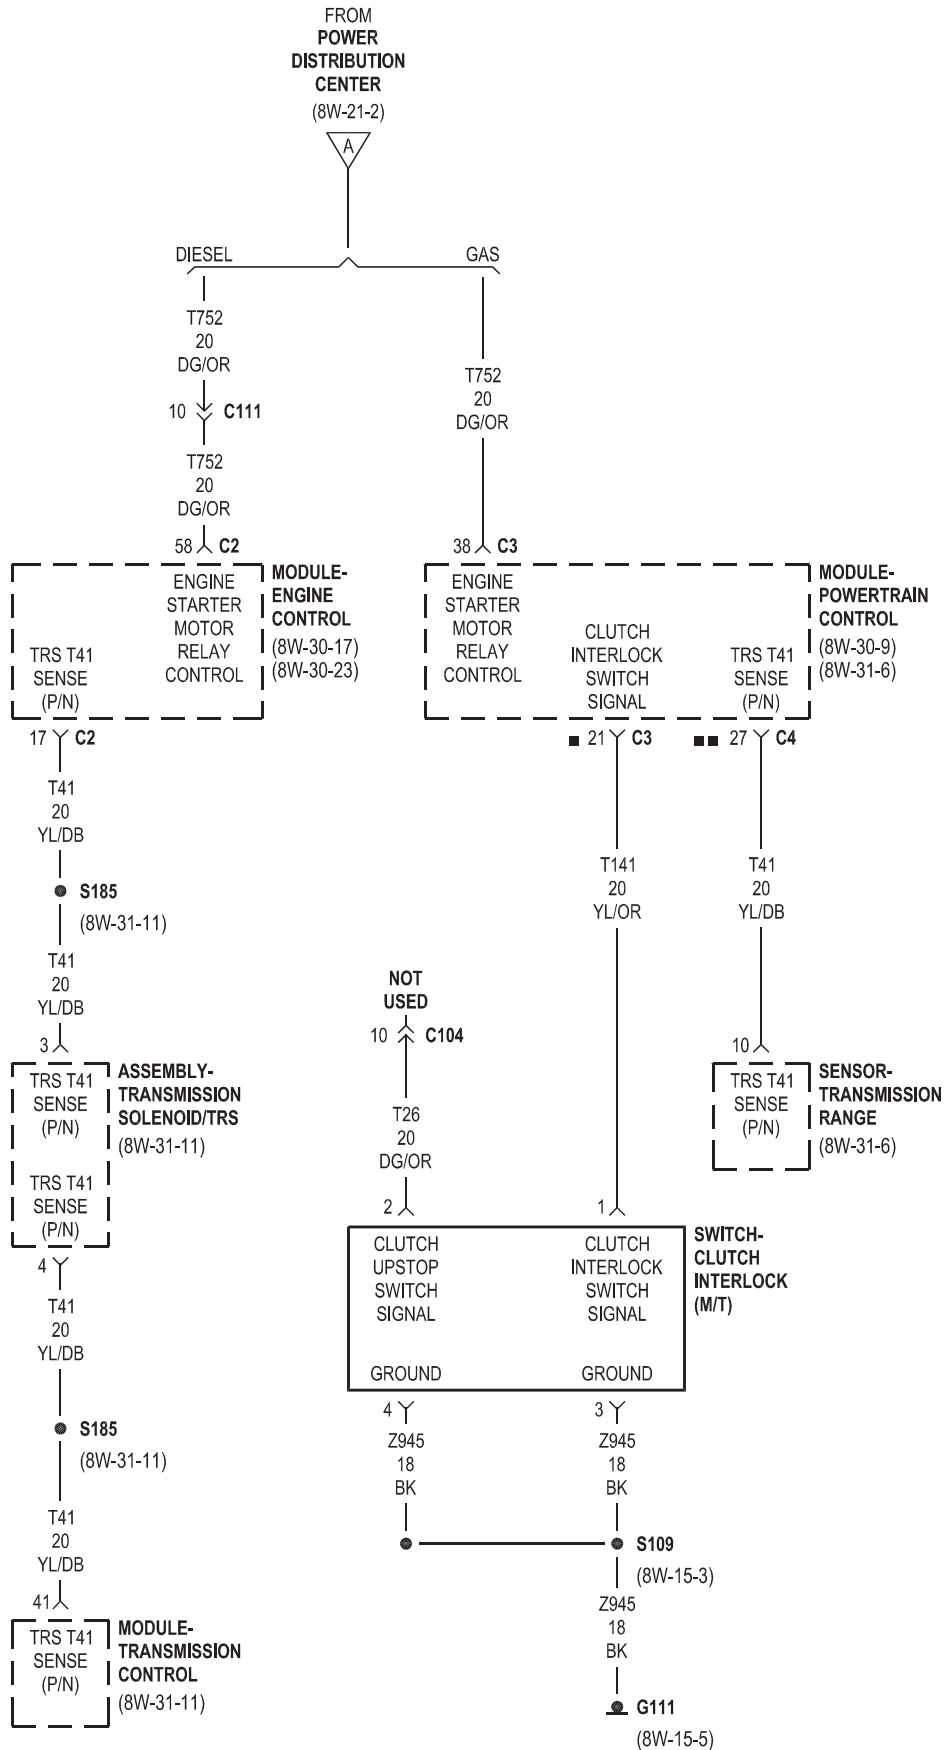 FROM
POWER
DISTRIBUTION
CENTER
(8W-21-2)
A
DIESEL
GAS
T752
20
DG/OR
10
C111
T752
20
DG/OR
T752
20
DG/OR
58
C2
38
C3
ENGINE
STARTER
MOTOR
RELAY
CONTROL
TRS T41
SENSE
(P/N)
MODULE-
ENGINE
CONTROL
(8W-30-17)
(8W-30-23)
ENGINE
STARTER
MOTOR
RELAY
CONTROL
CLUTCH
INTERLOCK
SWITCH
SIGNAL
TRS T41
SENSE
(P/N)
MODULE-
POWERTRAIN
CONTROL
(8W-30-9)
(8W-31-6)
17
C2
21
C3
27
C4
T41
20
YL/DB
S185
(8W-31-11)
T41
20
YL/DB
3
TRS T41
SENSE
(P/N)
TRS T41
SENSE
(P/N)
ASSEMBLY-
TRANSMISSION
SOLENOID/TRS
(8W-31-11)
4
T41
20
YL/DB
S185
(8W-31-11)
T41
20
YL/DB
41
TRS T41
SENSE
(P/N)
MODULE-
TRANSMISSION
CONTROL
(8W-31-11)
T141
20
YL/OR
T41
20
YL/DB
10
TRS T41
SENSE
(P/N)
SENSOR-
TRANSMISSION
RANGE
(8W-31-6)
NOT
USED
10
C104
T26
20
DG/OR
2
1
CLUTCH
UPSTOP
SWITCH
SIGNAL
CLUTCH
INTERLOCK
SWITCH
SIGNAL
GROUND
GROUND
SWITCH-
CLUTCH
INTERLOCK
(M/T)
4
3
Z945
18
BK
Z945
18
BK
S109
(8W-15-3)
Z945
18
BK
G111
(8W-15-5)